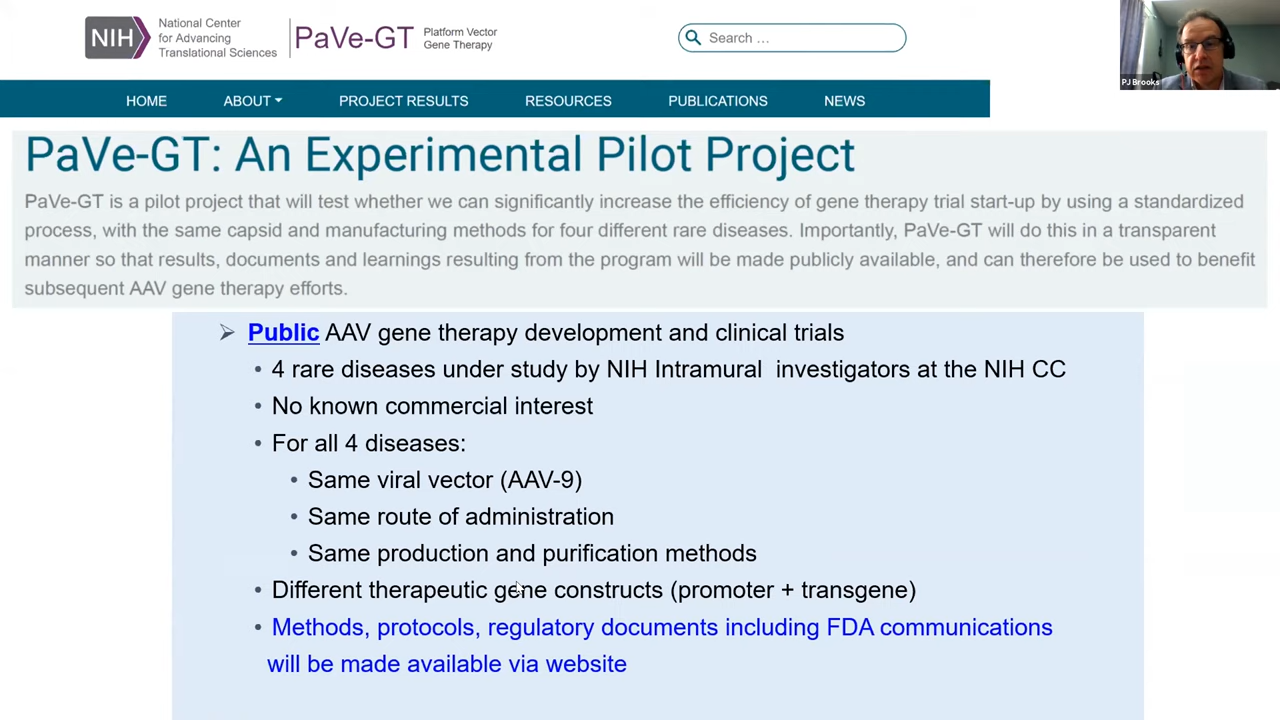 NIH
National Center
for Advancing
Translational Sciences
PaVe-GT
Platform Vector
Gene Therapy
Search ...
PJ Brooks
HOME ABOUT PROJECT RESULTS RESOURCES PUBLICATIONS NEWS
PaVe-GT: An Experimental Pilot Project
PaVe-GT is a pilot project that will test whether we can significantly increase the efficiency of gene therapy trial start-up by using a standardized
process, with the same capsid and manufacturing methods for four different rare diseases. Importantly, PaVe-GT will do this in a transparent
manner so that results, documents and learnings resulting from the program will be made publicly available, and can therefore be used to benefit
subsequent AAV gene therapy efforts.
➢ Public AAV gene therapy development and clinical trials
• 4 rare diseases under study by NIH Intramural investigators at the NIH CC
• No known commercial interest
• For all 4 diseases:
• Same viral vector (AAV-9)
• Same route of administration
• Same production and purification methods
• Different therapeutic gene constructs (promoter + transgene)
• Methods, protocols, regulatory documents including FDA communications
will be made available via website